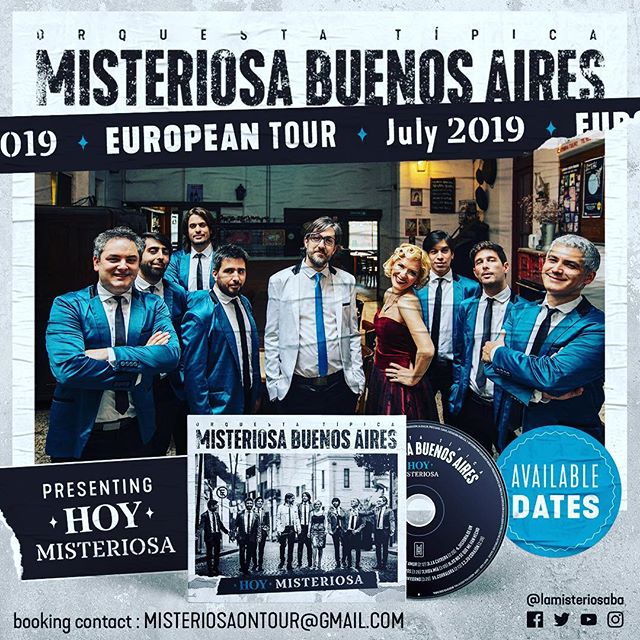 ORQUESTA TÍPICA
MISTERIOSA BUENOS AIRES
019 ✦ EUROPEAN TOUR ✦ July 2019 ✦ EURO
ORQUESTA TÍPICA
MISTERIOSA BUENOS AIRES
HOY MISTERIOSA
TÍPICA
BUENOS AIRES
HOY
MISTERIOSA
PRESENTING
HOY
MISTERIOSA
AVAILABLE
DATES
@lamisteriosaba
booking contact : MISTERIOSAONTOUR@GMAIL.COM